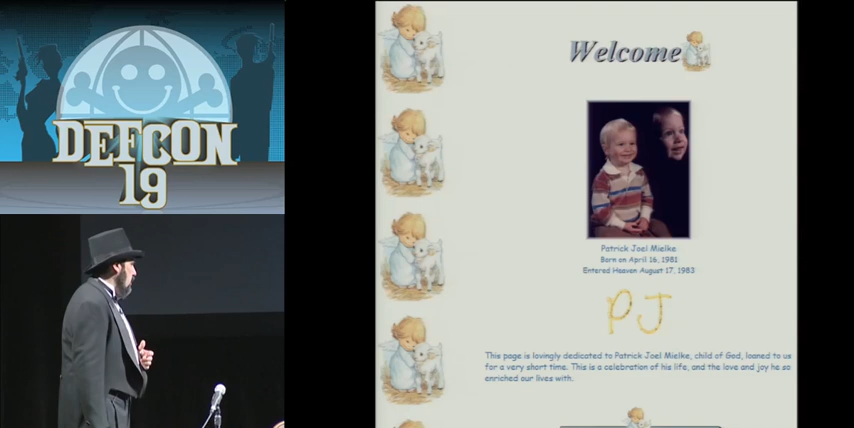 DEFCON
19
Welcome
Patrick Joel Mielke
Born on April 16, 1981
Entered Heaven August 17, 1983
PJ
This page is lovingly dedicated to Patrick Joel Mielke, child of God, loaned to us
for a very short time. This is a celebration of his life, and the love and joy he so
enriched our lives with.